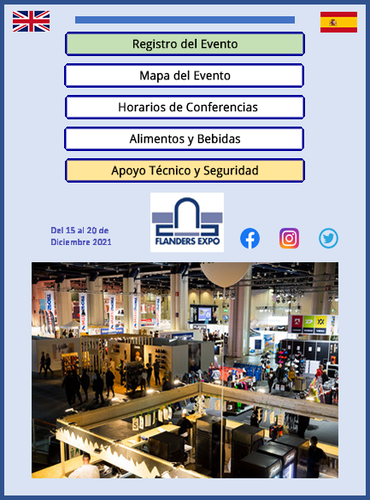 Registro del Evento
Mapa del Evento
Horarios de Conferencias
Alimentos y Bebidas
Apoyo Técnico y Seguridad
FLANDERS EXPO
Del 15 al 20 de
Diciembre 2021